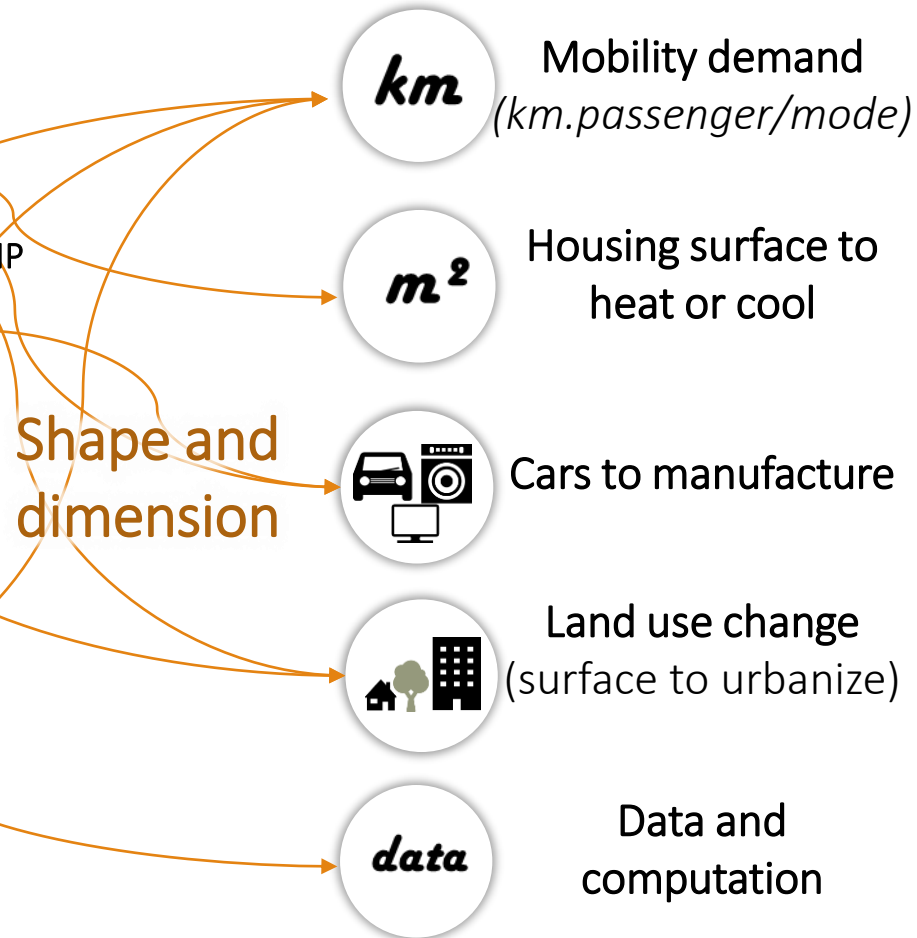 km
Mobility demand
(km.passenger/mode)
m²
Housing surface to
heat or cool
Shape and
dimension
Cars to manufacture
Land use change
(surface to urbanize)
data
Data and
computation